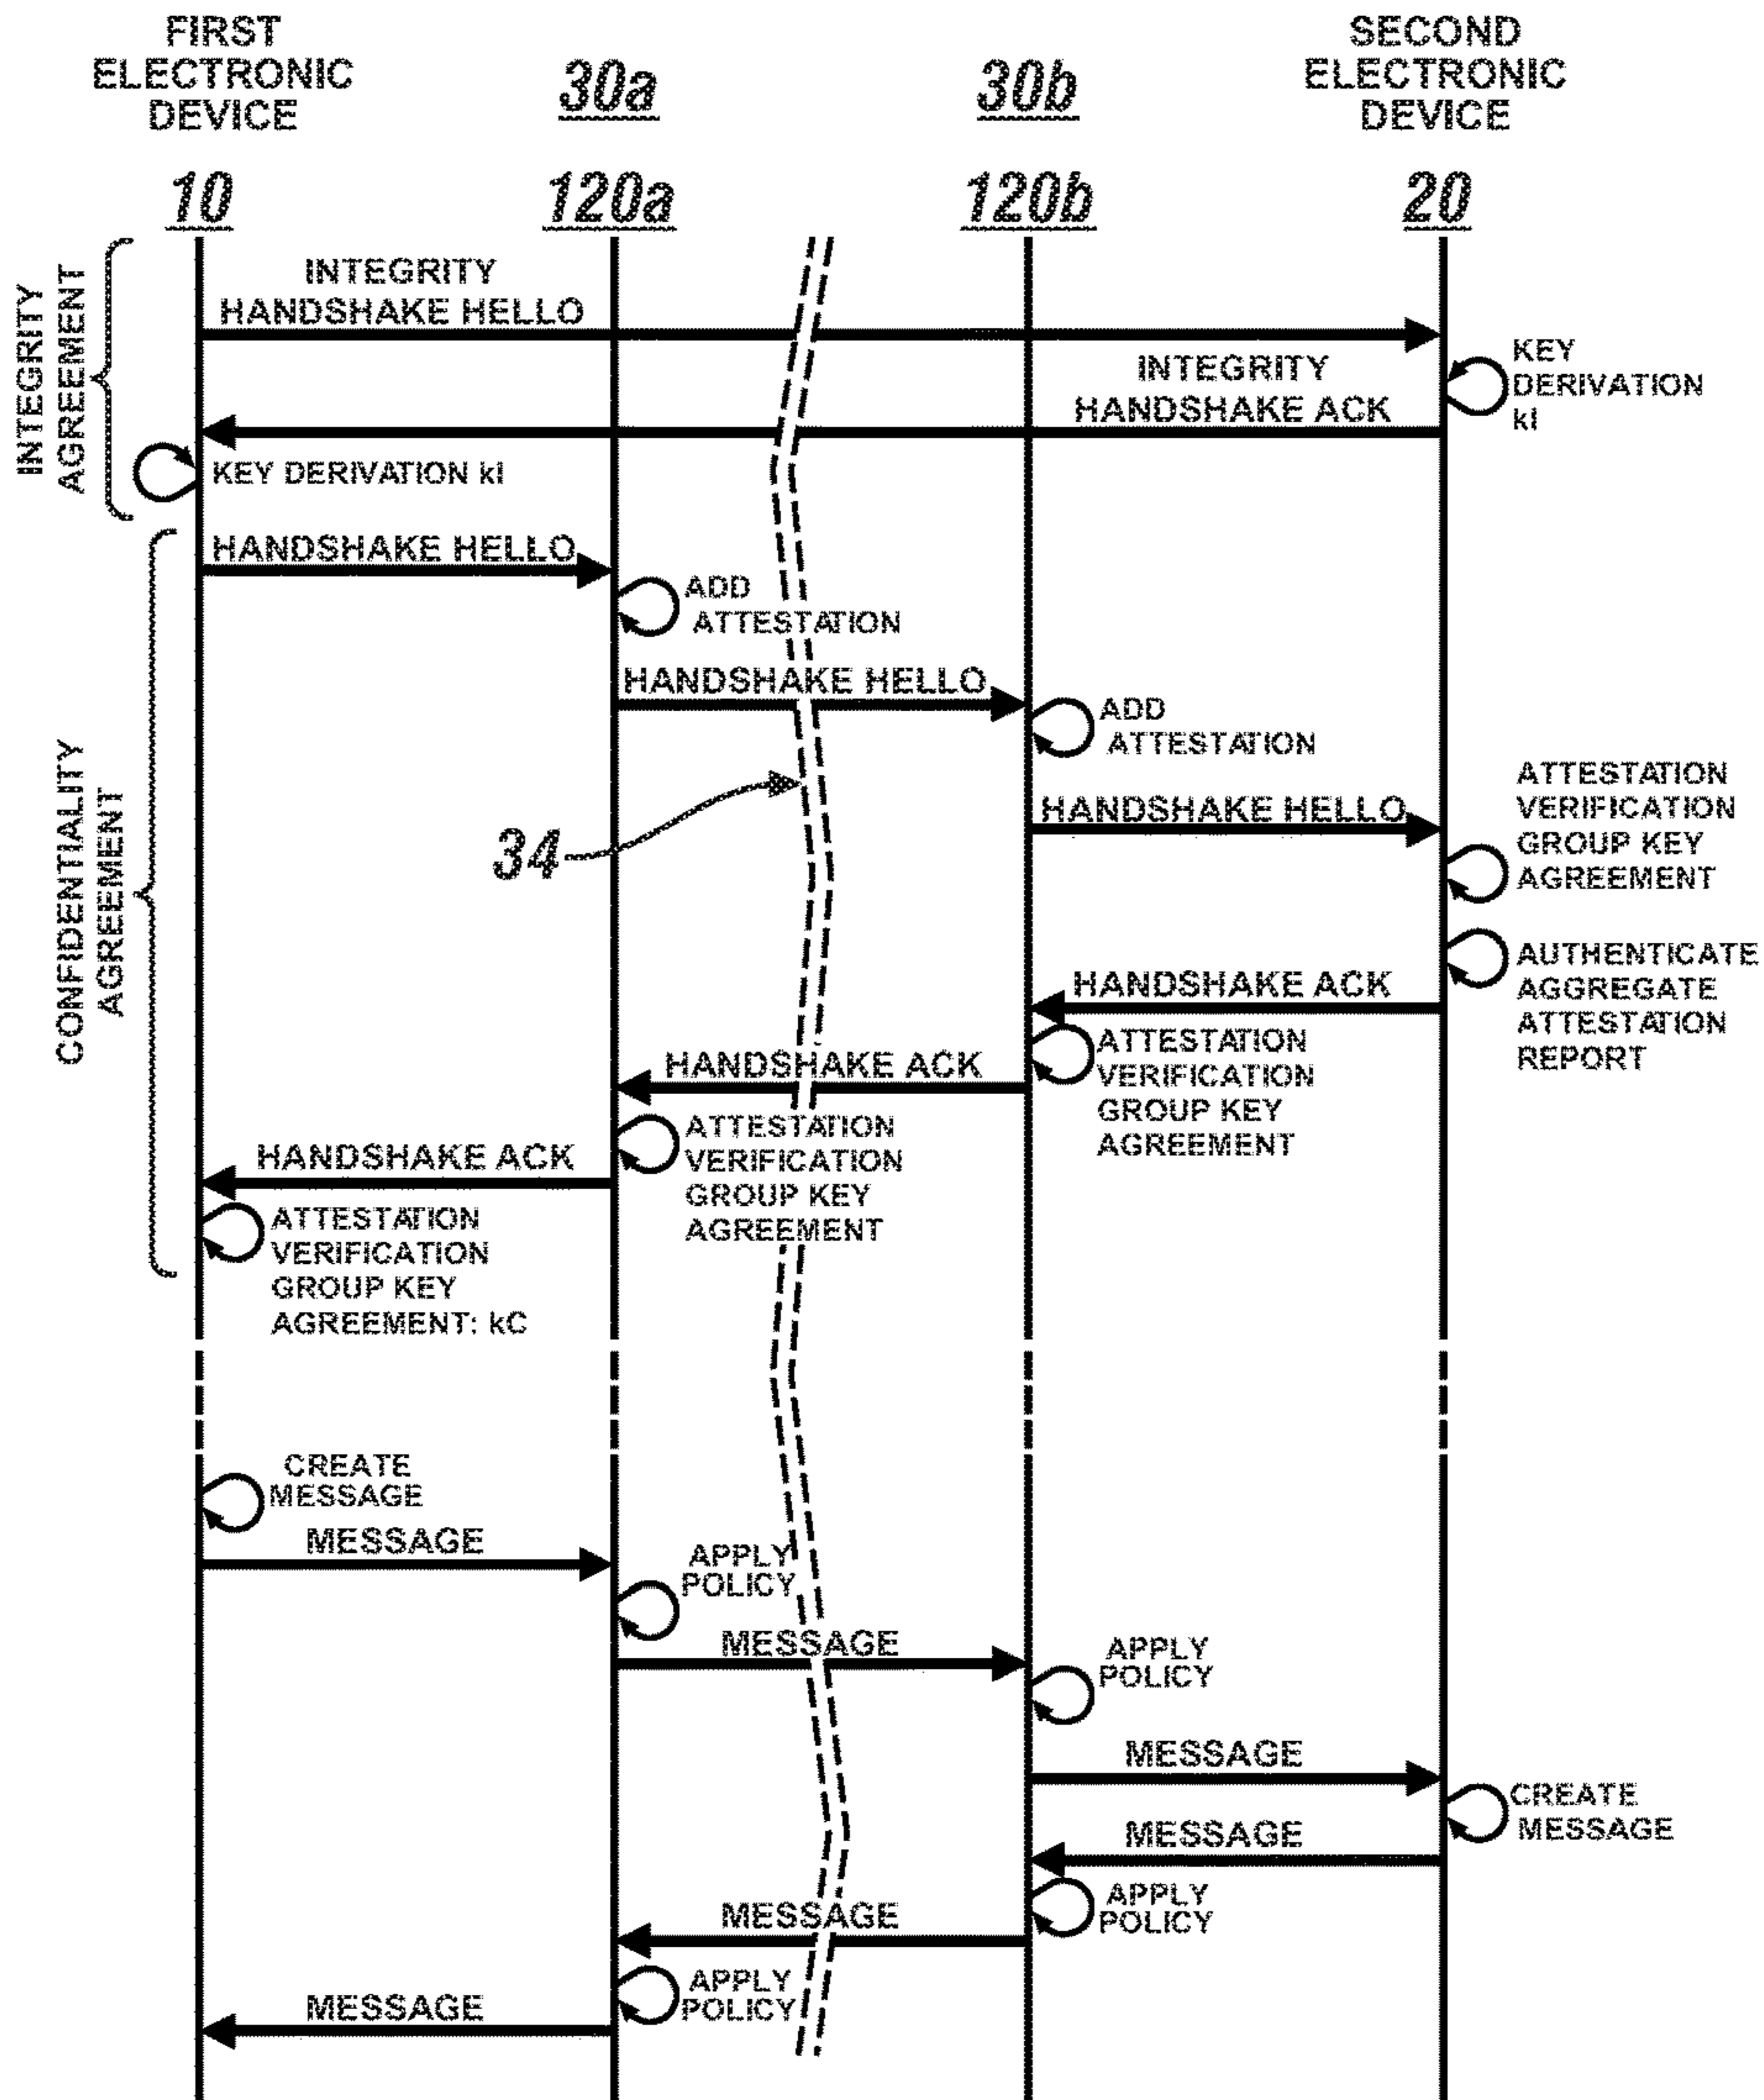 FIRST
ELECTRONIC
DEVICE
30a
30b
SECOND
ELECTRONIC
DEVICE
10
120a
120b
20
INTEGRITY
AGREEMENT
INTEGRITY
HANDSHAKE HELLO
KEY
DERIVATION
kI
INTEGRITY
HANDSHAKE ACK
KEY DERIVATION kI
CONFIDENTIALITY
AGREEMENT
HANDSHAKE HELLO
ADD
ATTESTATION
HANDSHAKE HELLO
ADD
ATTESTATION
34
HANDSHAKE HELLO
ATTESTATION
VERIFICATION
GROUP KEY
AGREEMENT
AUTHENTICATE
AGGREGATE
ATTESTATION
REPORT
HANDSHAKE ACK
ATTESTATION
VERIFICATION
GROUP KEY
AGREEMENT
HANDSHAKE ACK
ATTESTATION
VERIFICATION
GROUP KEY
AGREEMENT
HANDSHAKE ACK
ATTESTATION
VERIFICATION
GROUP KEY
AGREEMENT: kC
CREATE
MESSAGE
MESSAGE
APPLY
POLICY
MESSAGE
APPLY
POLICY
MESSAGE
CREATE
MESSAGE
MESSAGE
APPLY
POLICY
MESSAGE
APPLY
POLICY
MESSAGE